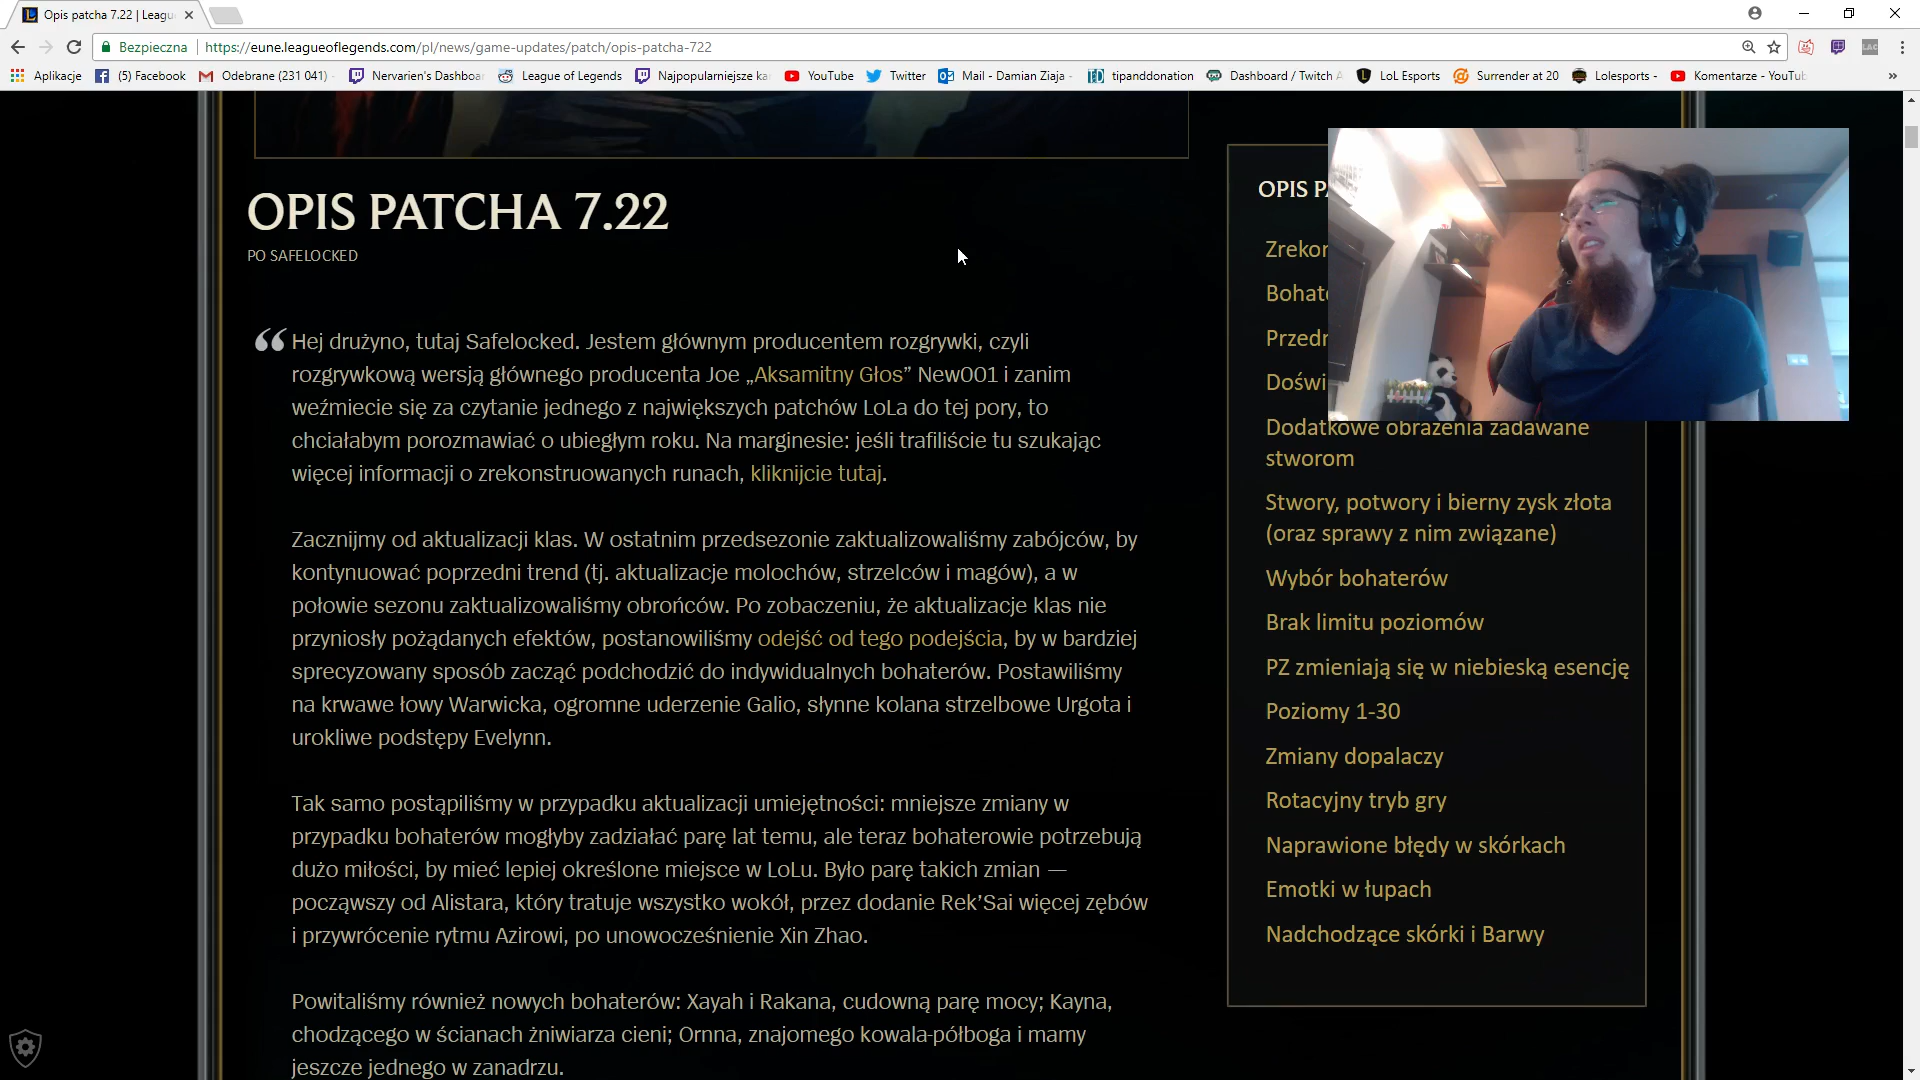 Opis patcha 7.22 | Leagu
Bezpieczna
https://eune.leagueoflegends.com/pl/news/game-updates/patch/opis-patcha-722
LAC
Aplikacje
(5) Facebook
Odebrane (231 041)
Nervarien's Dashboa
League of Legends
Najpopularniejsze ka
YouTube
Twitter
Mail - Damian Ziaja -
tipanddonation
Dashboard / Twitch A
LoL Esports
Surrender at 20
Lolesports -
Komentarze - YouTub
»
OPIS PATCHA 7.22
PO SAFELOCKED
Hej drużyno, tutaj Safelocked. Jestem głównym producentem rozgrywki, czyli
rozgrywkową wersją głównego producenta Joe „Aksamitny Głos” New001 i zanim
weźmiecie się za czytanie jednego z największych patchów LoLa do tej pory, to
chciałabym porozmawiać o ubiegłym roku. Na marginesie: jeśli trafiliście tu szukając
więcej informacji o zrekonstruowanych runach, kliknijcie tutaj.
Zacznijmy od aktualizacji klas. W ostatnim przedsezonie zaktualizowaliśmy zabójców, by
kontynuować poprzedni trend (tj. aktualizacje molochów, strzelców i magów), a w
połowie sezonu zaktualizowaliśmy obrońców. Po zobaczeniu, że aktualizacje klas nie
przyniosły pożądanych efektów, postanowiliśmy odejść od tego podejścia, by w bardziej
sprecyzowany sposób zacząć podchodzić do indywidualnych bohaterów. Postawiliśmy
na krwawe łowy Warwicka, ogromne uderzenie Galio, słynne kolana strzelbowe Urgota i
urokliwe podstępy Evelynn.
Tak samo postąpiliśmy w przypadku aktualizacji umiejętności: mniejsze zmiany w
przypadku bohaterów mogłyby zadziałać parę lat temu, ale teraz bohaterowie potrzebują
dużo miłości, by mieć lepiej określone miejsce w LoLu. Było parę takich zmian —
począwszy od Alistara, który tratuje wszystko wokół, przez dodanie Rek’Sai więcej zębów
i przywrócenie rytmu Azirowi, po unowocześnienie Xin Zhao.
Powitaliśmy również nowych bohaterów: Xayah i Rakana, cudowną parę mocy; Kayna,
chodzącego w ścianach żniwiarza cieni; Ornna, znajomego kowala-półboga i mamy
jeszcze jednego w zanadrzu.
OPIS PA
Zrekon
Bohate
Przedr
Doświ
Dodatkowe obrażenia zadawane
stworom
Stwory, potwory i bierny zysk złota
(oraz sprawy z nim związane)
Wybór bohaterów
Brak limitu poziomów
PZ zmieniają się w niebieską esencję
Poziomy 1-30
Zmiany dopalaczy
Rotacyjny tryb gry
Naprawione błędy w skórkach
Emotki w łupach
Nadchodzące skórki i Barwy